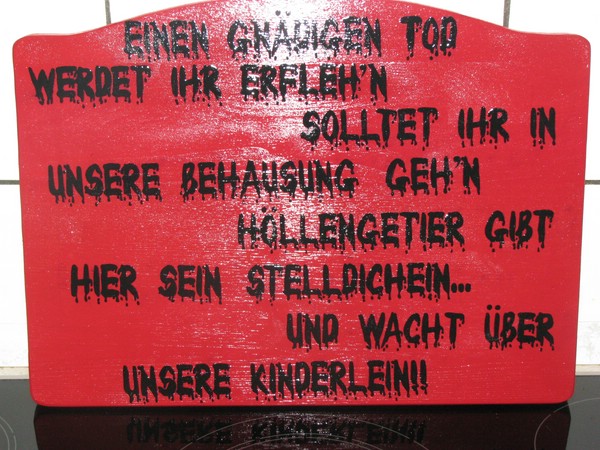 EINEN GNÄDIGEN TOD
WERDET IHR ERFLEH'N
SOLLTET IHR IN
UNSERE BEHAUSUNG GEH'N
HÖLLENGETIER GIBT
HIER SEIN STELLDICHEIN...
UND WACHT ÜBER
UNSERE KINDERLEIN!!